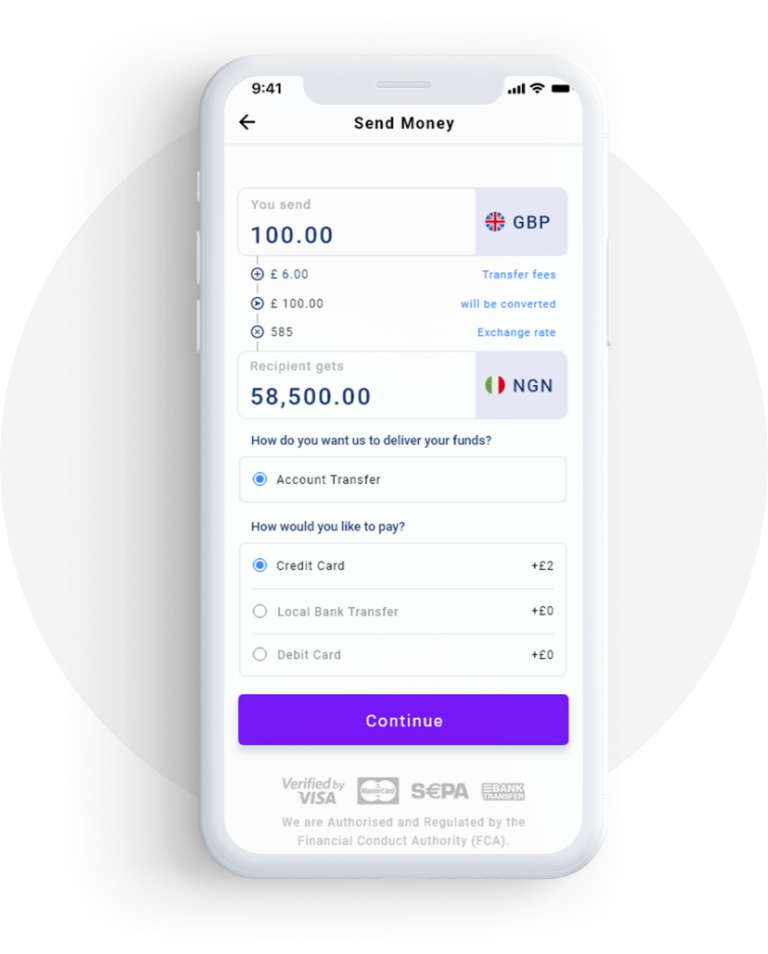 9:41
Send Money
You send
100.00
GBP
£ 6.00 Transfer fees
£ 100.00 will be converted
585 Exchange rate
Recipient gets
58,500.00
NGN
How do you want us to deliver your funds?
Account Transfer
How would you like to pay?
Credit Card +£2
Local Bank Transfer +£0
Debit Card +£0
Continue
Verified by
VISA
MasterCard
S€PA
BANK
TRANSFER
We are Authorised and Regulated by the
Financial Conduct Authority (FCA).